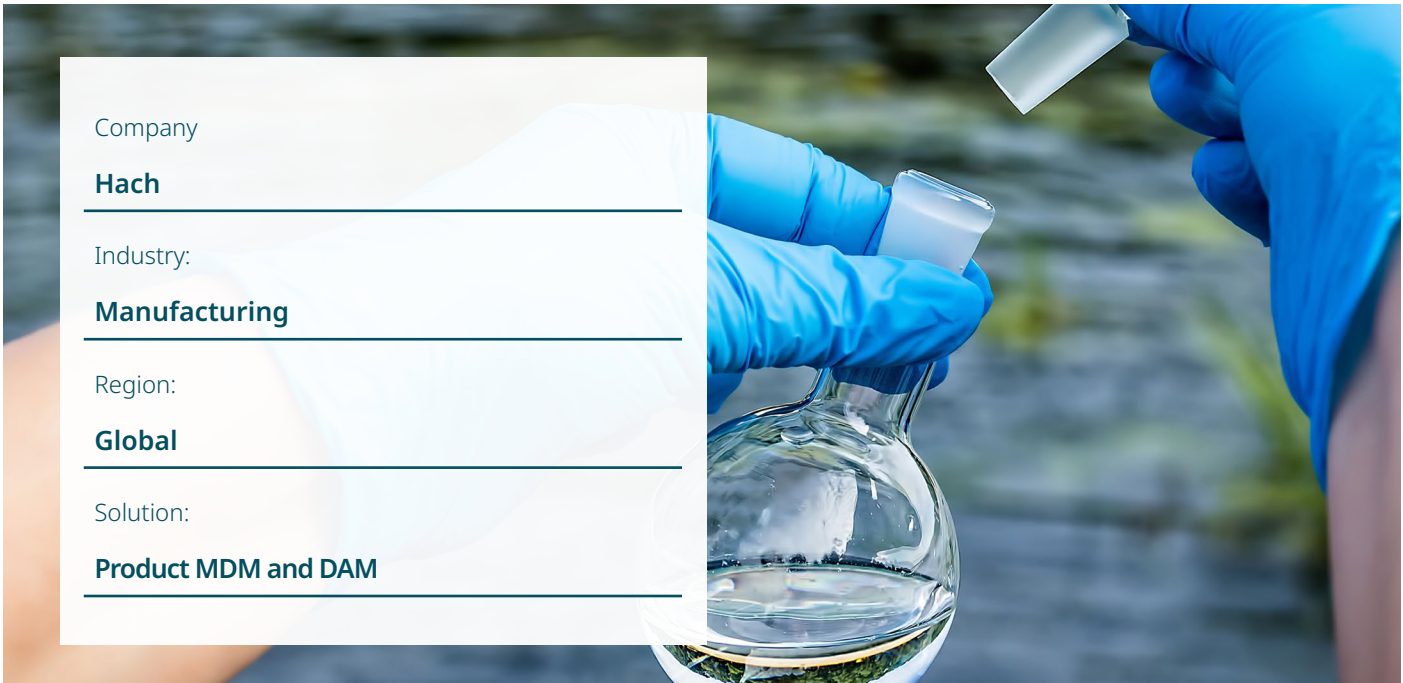 Company
Hach
Industry:
Manufacturing
Region:
Global
Solution:
Product MDM and DAM